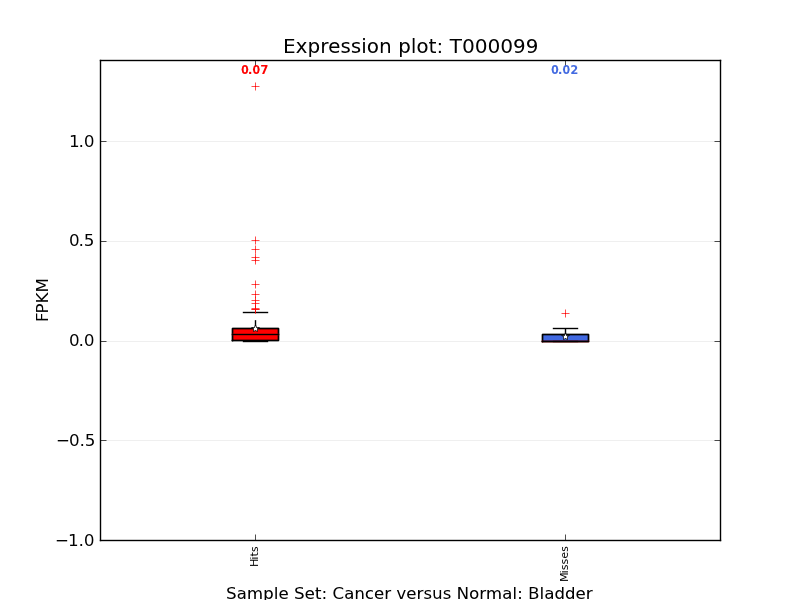 Expression plot: T000099
0.07
0.02
1.0
0.5
0.0
−0.5
−1.0
FPKM
Hits
Misses
Sample Set: Cancer versus Normal: Bladder